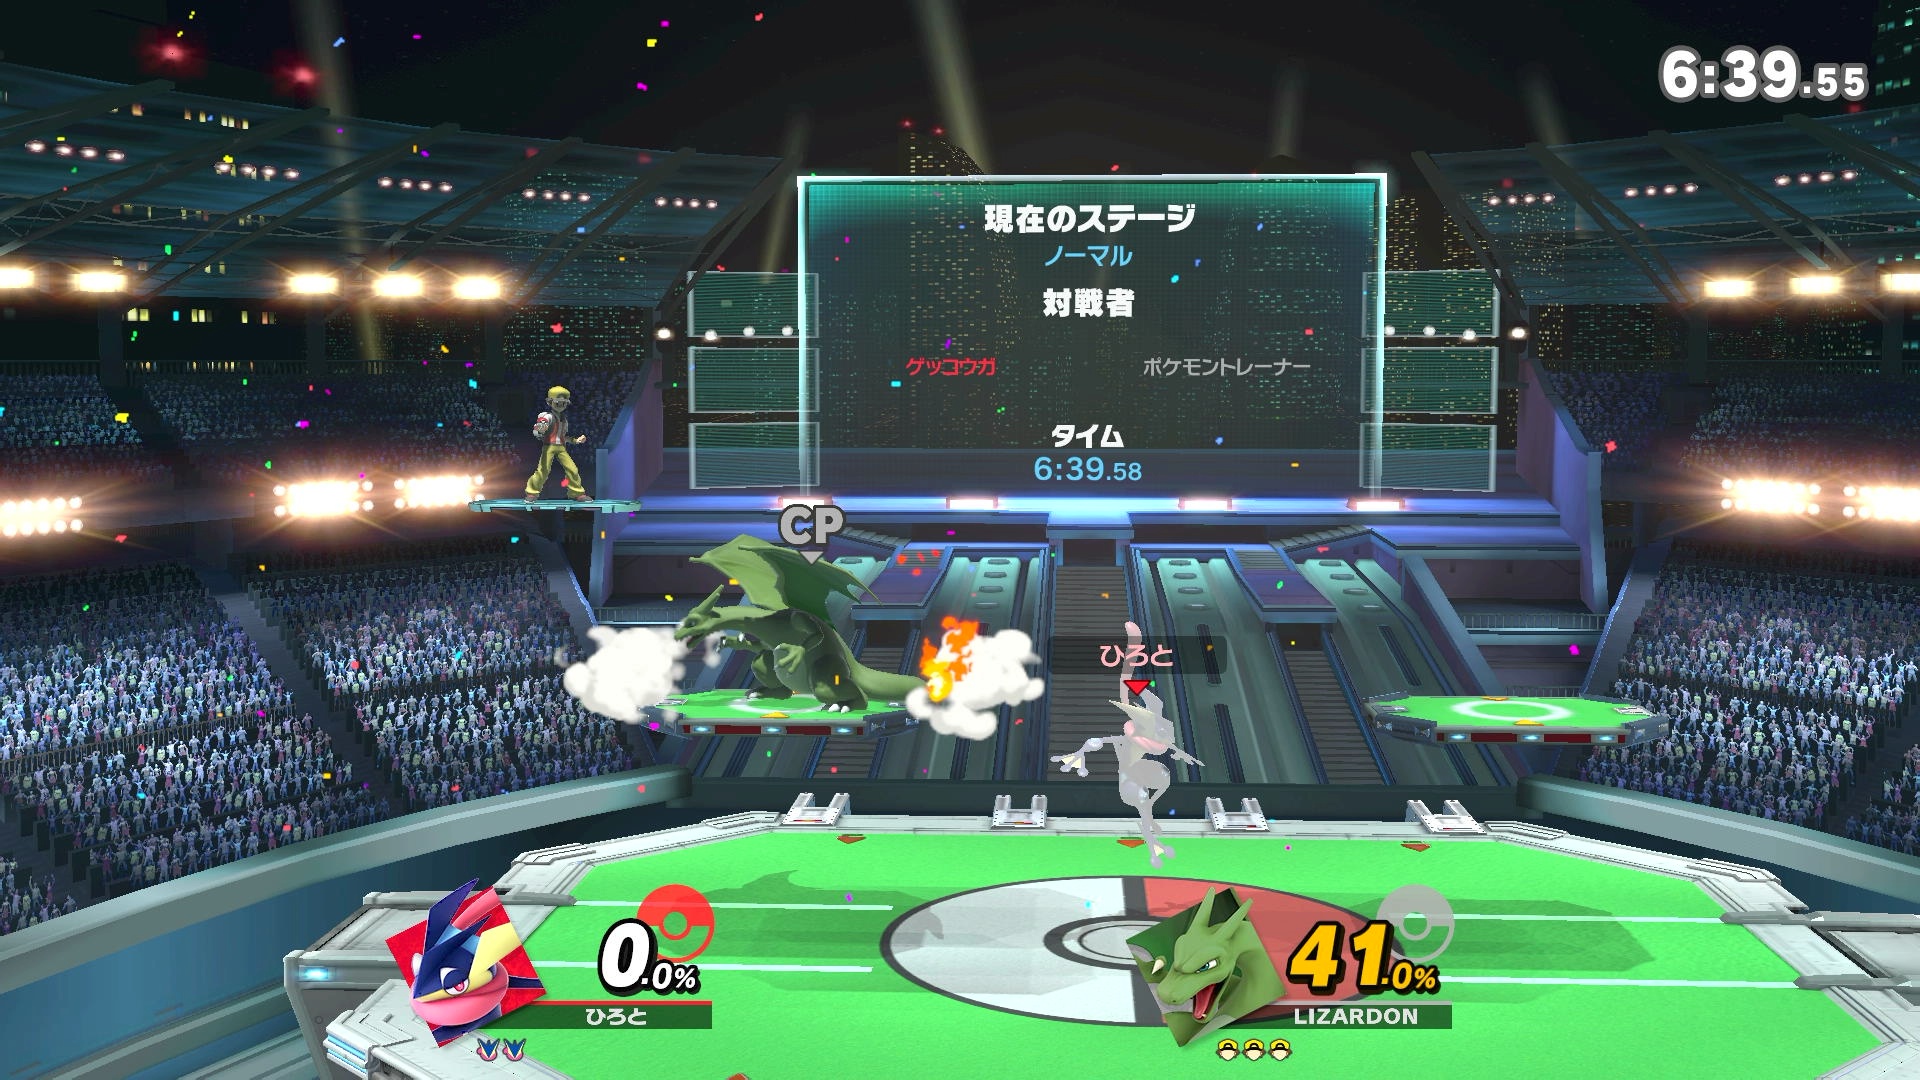 6:39.55
現在のステージ
ノーマル
対戦者
ゲッコウガ ポケモントレーナー
タイム
6:39.58
CP
ひろと
0.0%
ひろと
41.0%
LIZARDON